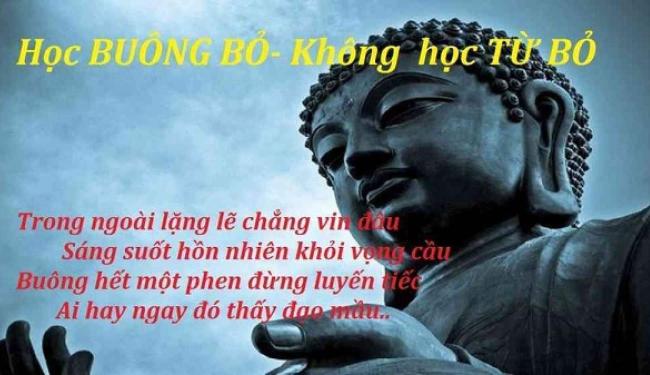 Học BUÔNG BỎ- Không học TỪ BỎ
Trong ngoài lặng lẽ chẳng vin đâu
Sáng suốt hồn nhiên khỏi vọng cầu
Buông hết một phen đừng luyến tiếc
Ai hay ngay đó thấy đạo mầu..